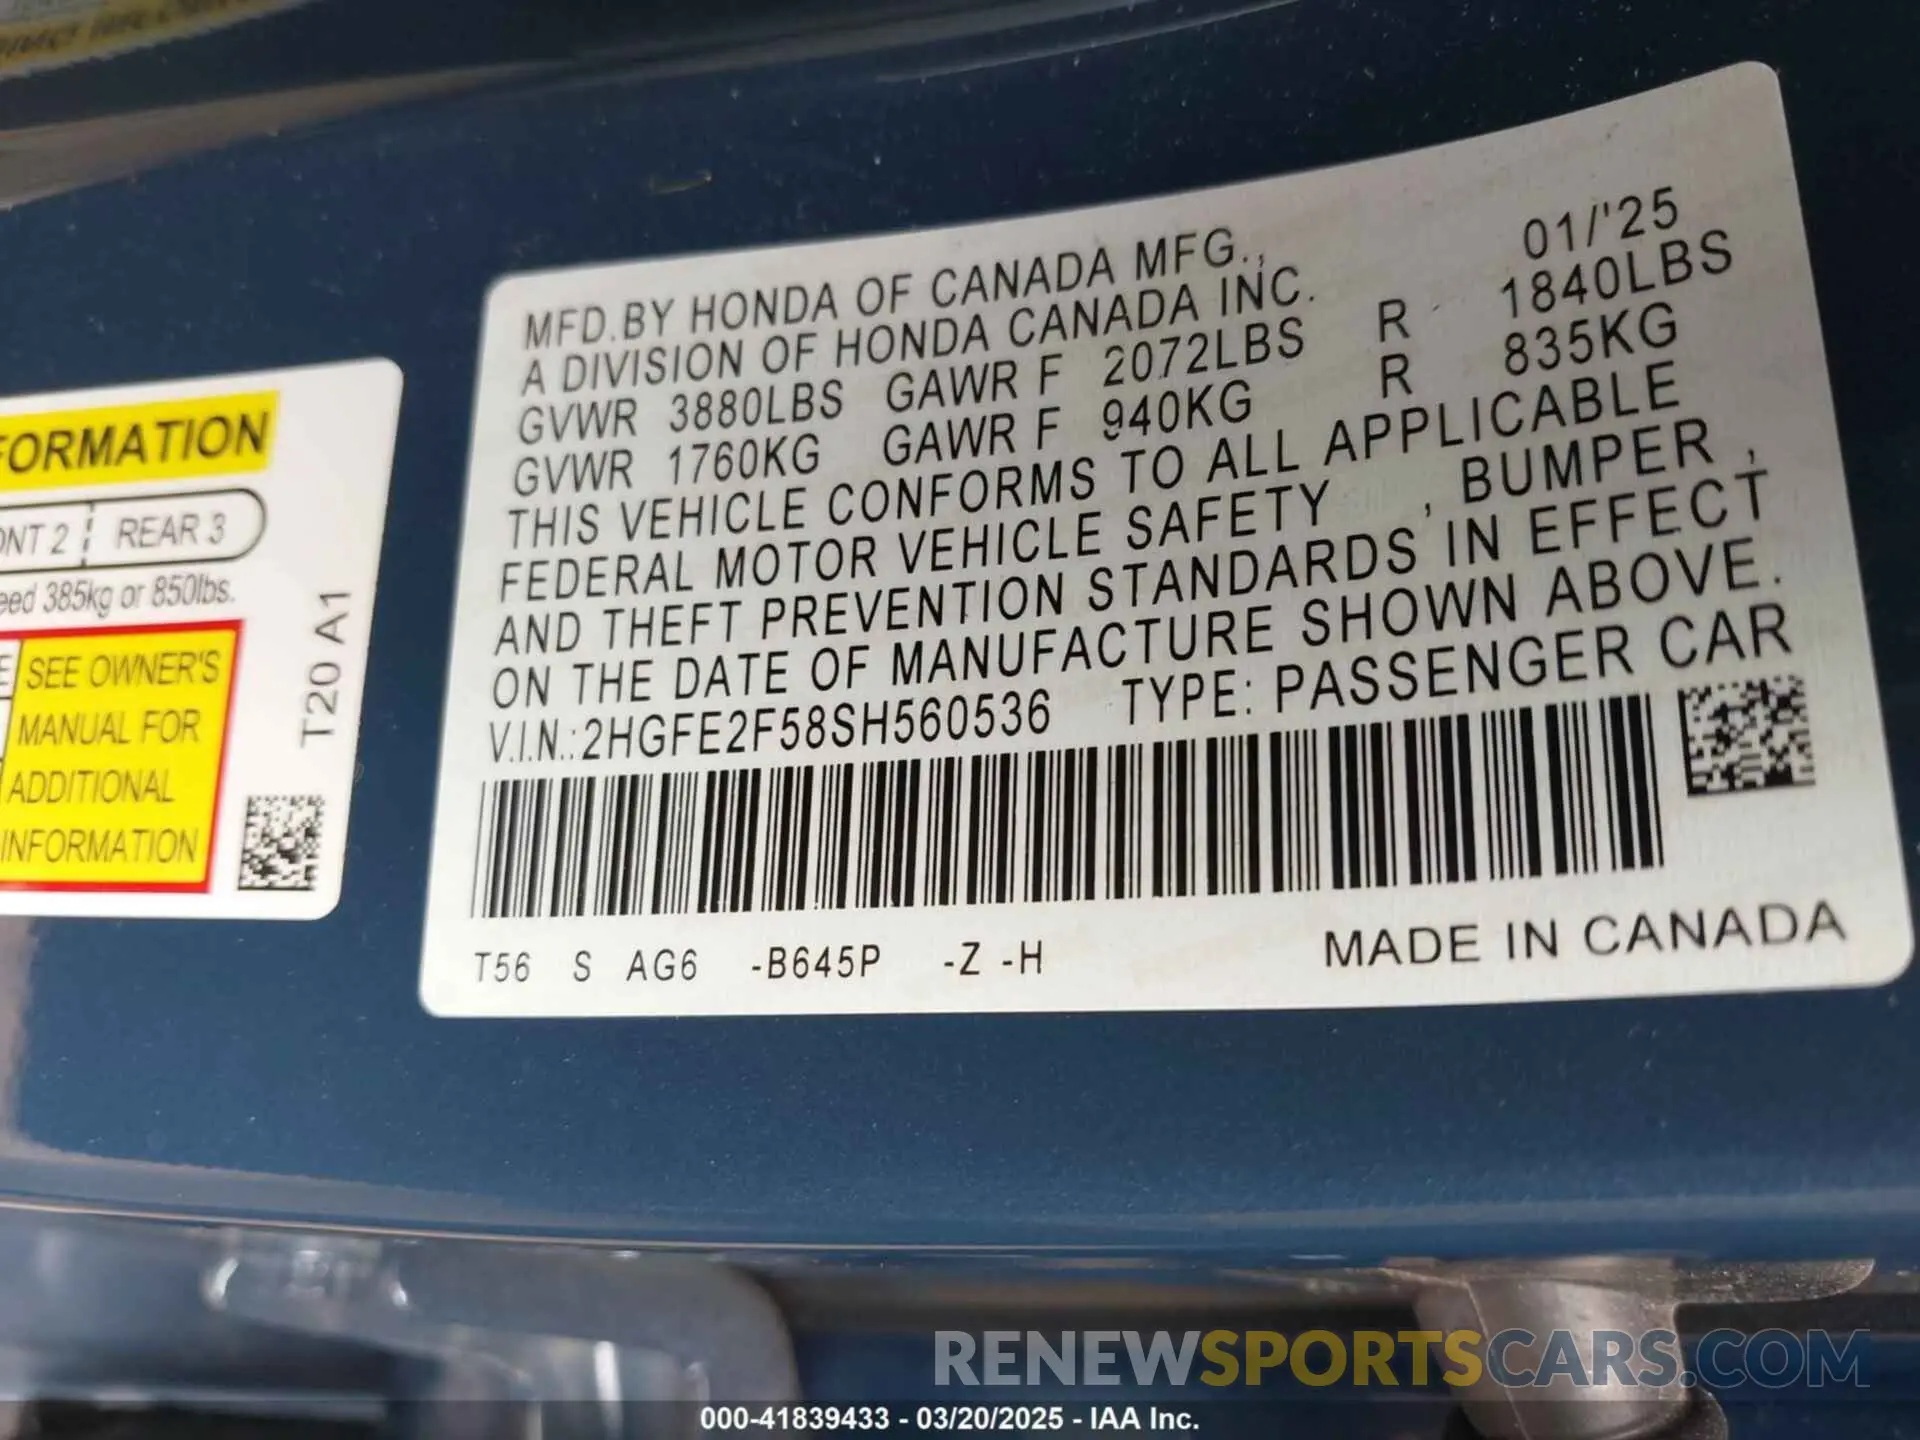 FORMATION
ONT 2 REAR 3
eed 385kg or 850lbs.
SEE OWNER'S
MANUAL FOR
ADDITIONAL
INFORMATION
T20 A1
01/'25
MFD.BY HONDA OF CANADA MFG.,
A DIVISION OF HONDA CANADA INC.
GVWR 3880LBS GAWR F 2072LBS R 1840LBS
GVWR 1760KG GAWR F 940KG R 835KG
THIS VEHICLE CONFORMS TO ALL APPLICABLE
FEDERAL MOTOR VEHICLE SAFETY , BUMPER ,
AND THEFT PREVENTION STANDARDS IN EFFECT
ON THE DATE OF MANUFACTURE SHOWN ABOVE.
V.I.N.:2HGFE2F58SH560536 TYPE: PASSENGER CAR
T56 S AG6 -B645P -Z -H
MADE IN CANADA
RENEWSPORTSCARS.COM
000-41839433 - 03/20/2025 - IAA Inc.